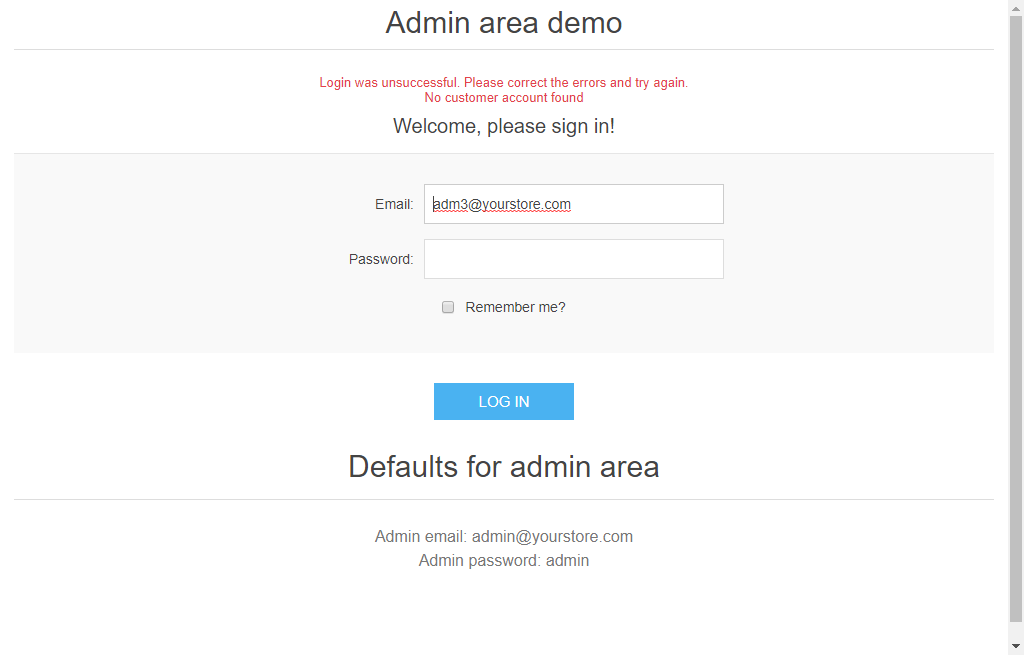 Admin area demo
Login was unsuccessful. Please correct the errors and try again.
No customer account found
Welcome, please sign in!
Email: adm3@yourstore.com
Password:
Remember me?
LOG IN
Defaults for admin area
Admin email: admin@yourstore.com
Admin password: admin